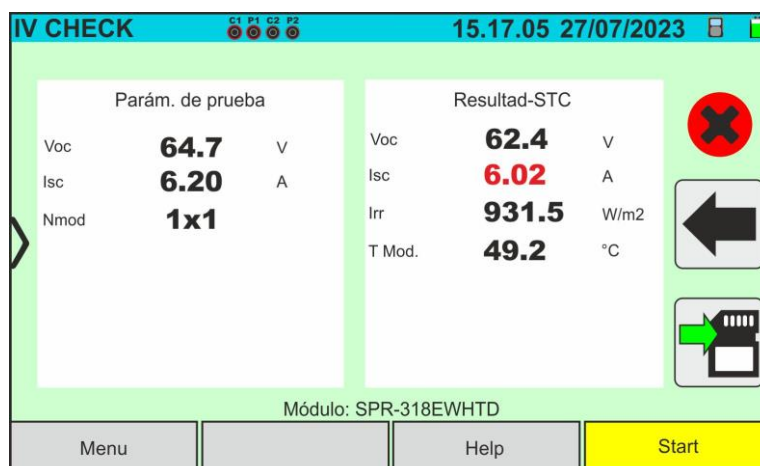 IV CHECK C1 P1 C2 P2 15.17.05 27/07/2023
Parám. de prueba
Voc 64.7 V
Isc 6.20 A
Nmod 1x1
Resultad-STC
Voc 62.4 V
Isc 6.02 A
Irr 931.5 W/m2
T Mod. 49.2 °C
Módulo: SPR-318EWHTD
Menu Help Start